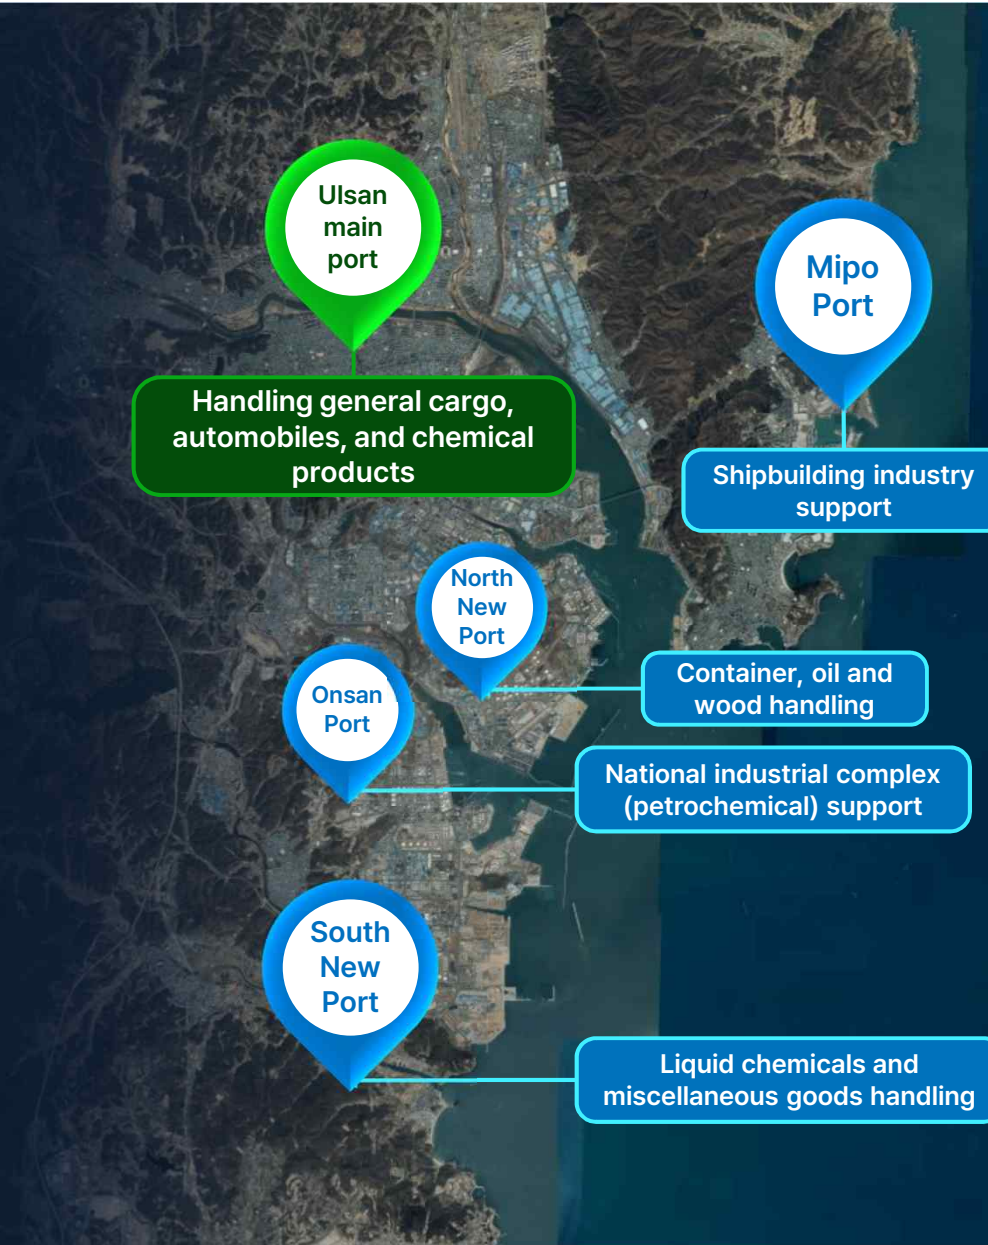 Ulsan
main
port
Mipo
Port
Handling general cargo,
automobiles, and chemical
products
Shipbuilding industry
support
North
New
Port
Container, oil and
wood handling
Onsan
Port
National industrial complex
(petrochemical) support
South
New
Port
Liquid chemicals and
miscellaneous goods handling